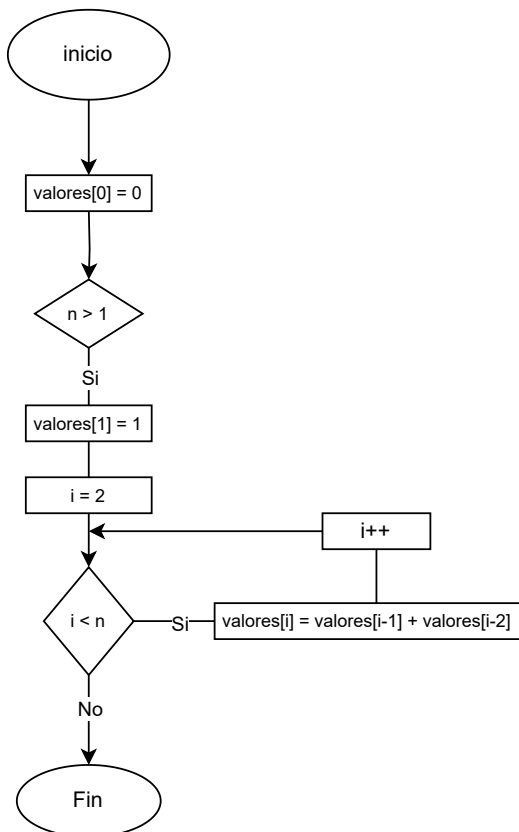 inicio
valores[0] = 0
n > 1
Si
valores[1] = 1
i = 2
i++
i < n
Si
valores[i] = valores[i-1] + valores[i-2]
No
Fin